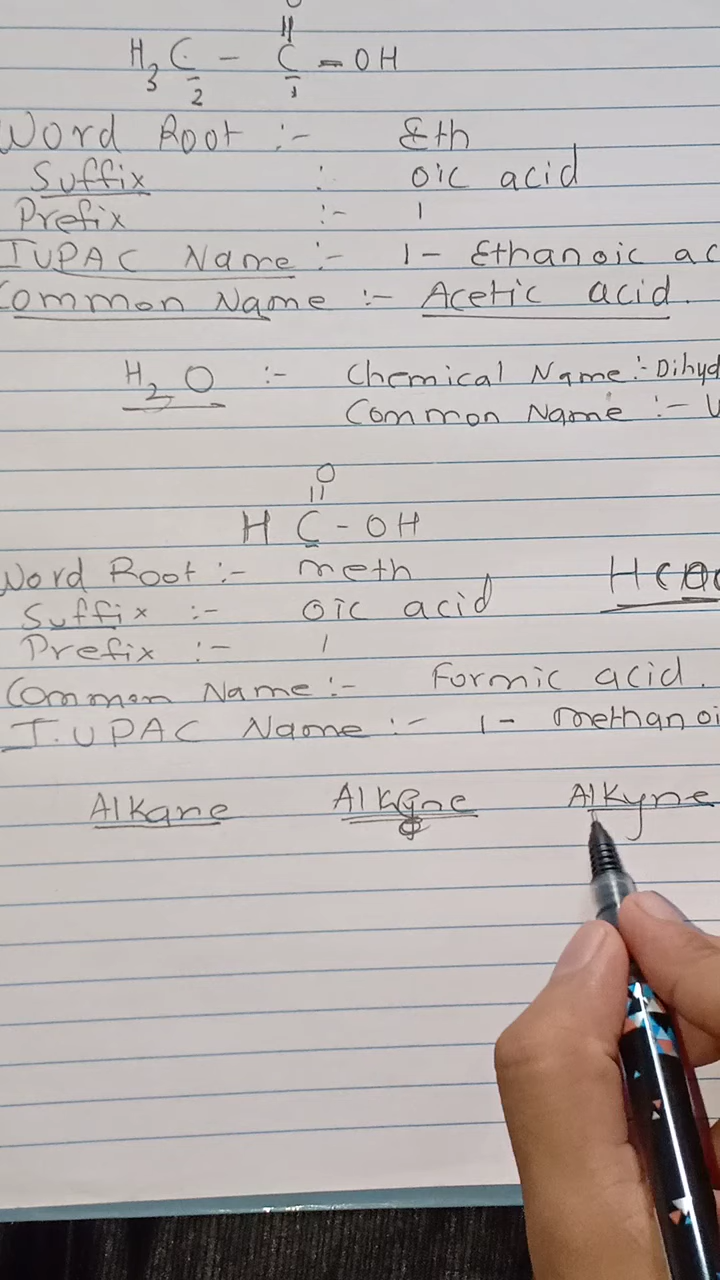 O
||
H3C - C - OH
2 1
Word Root :- Eth
Suffix : oic acid
Prefix :- 1
IUPAC Name :- 1- Ethanoic ac
Common Name :- Acetic acid.
H2O :- Chemical Name :- Dihyd
Common Name :- W
O
||
H C - OH
Word Root :- meth
Suffix :- oic acid
Prefix :- 1
Common Name :- Formic acid.
I.UPAC Name :- 1- methanoi
Alkane Alkene Alkyne